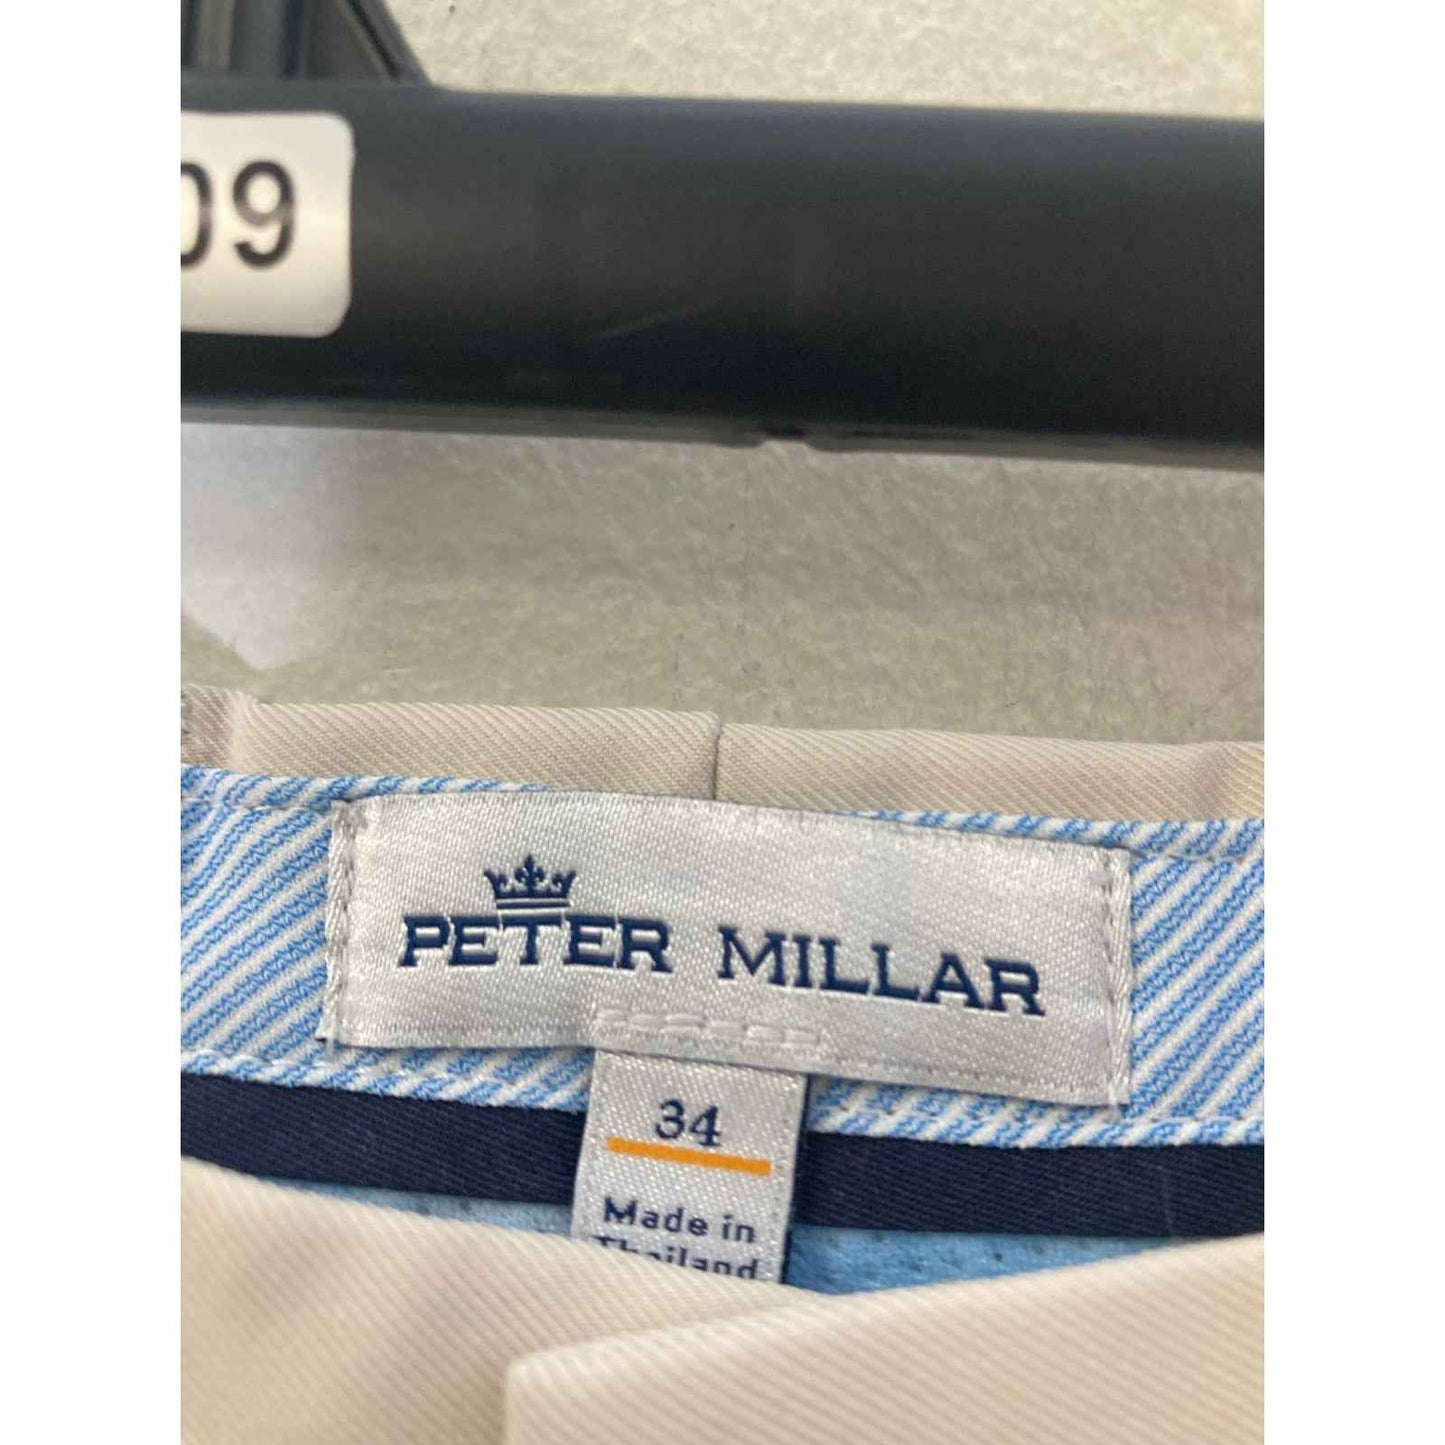 09
PETER MILLAR
34
Made in
Thailand